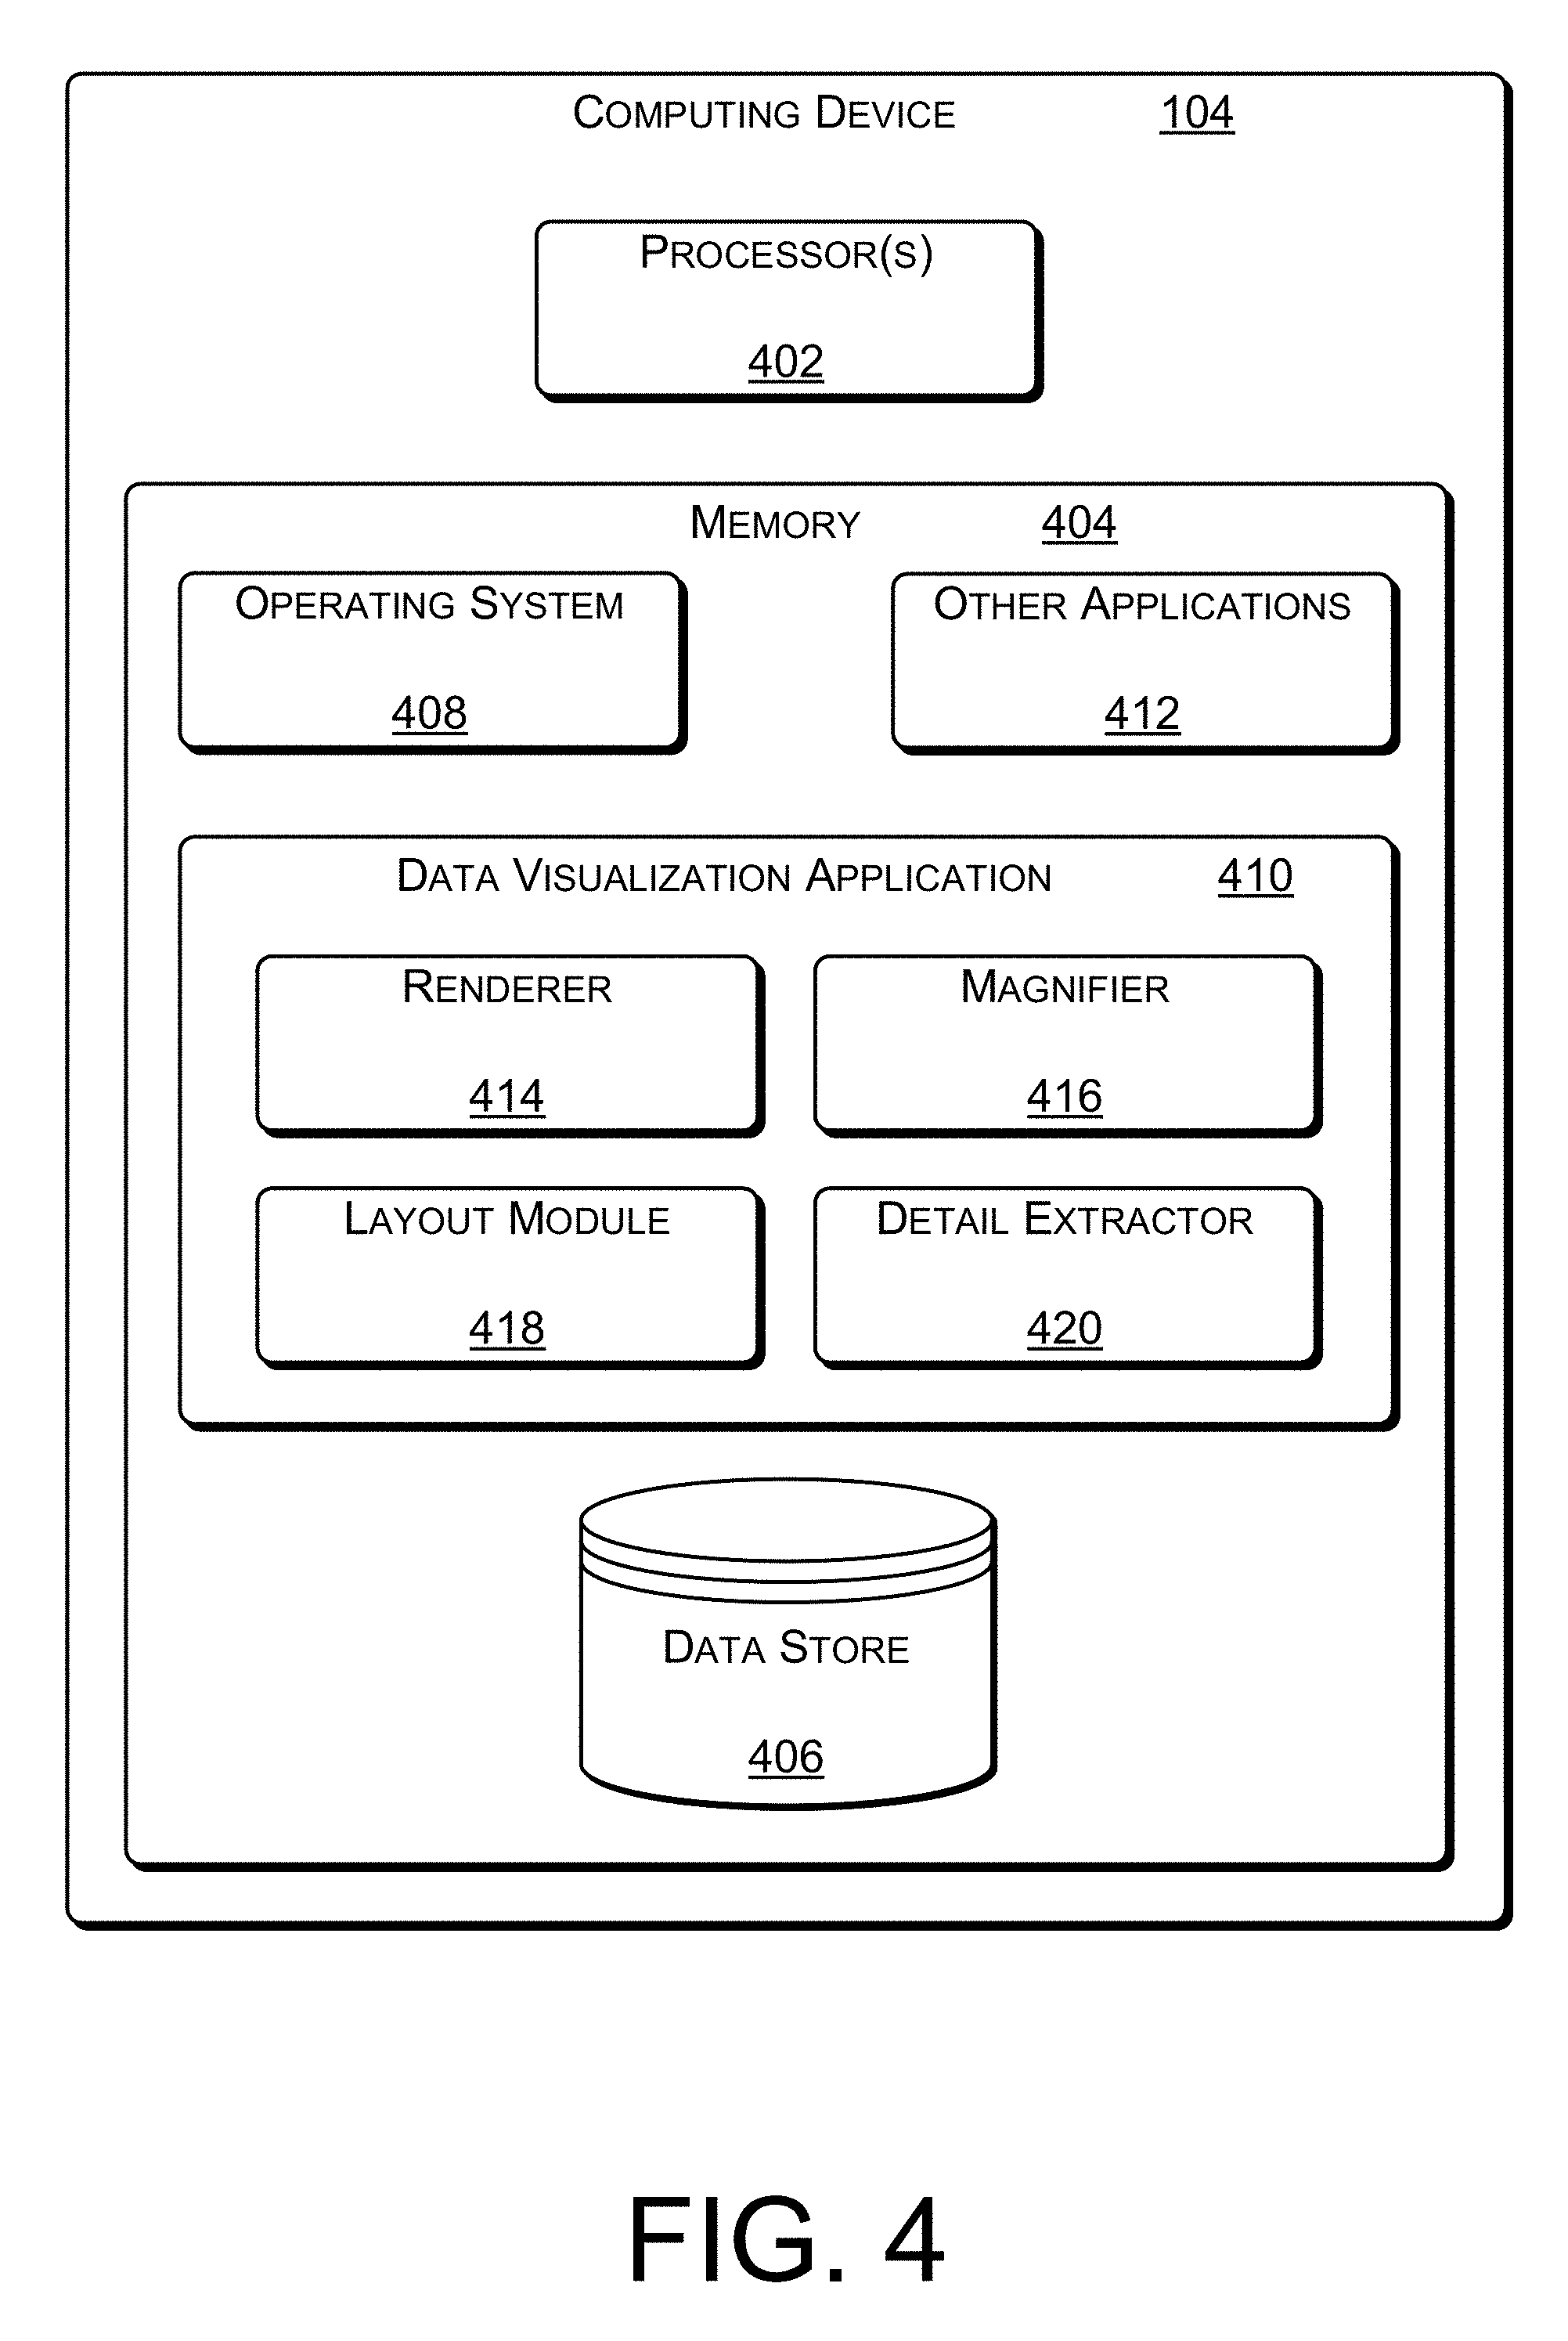 COMPUTING DEVICE 104
PROCESSOR(S)
402
MEMORY 404
OPERATING SYSTEM
408
OTHER APPLICATIONS
412
DATA VISUALIZATION APPLICATION 410
RENDERER
414
MAGNIFIER
416
LAYOUT MODULE
418
DETAIL EXTRACTOR
420
DATA STORE
406
FIG. 4